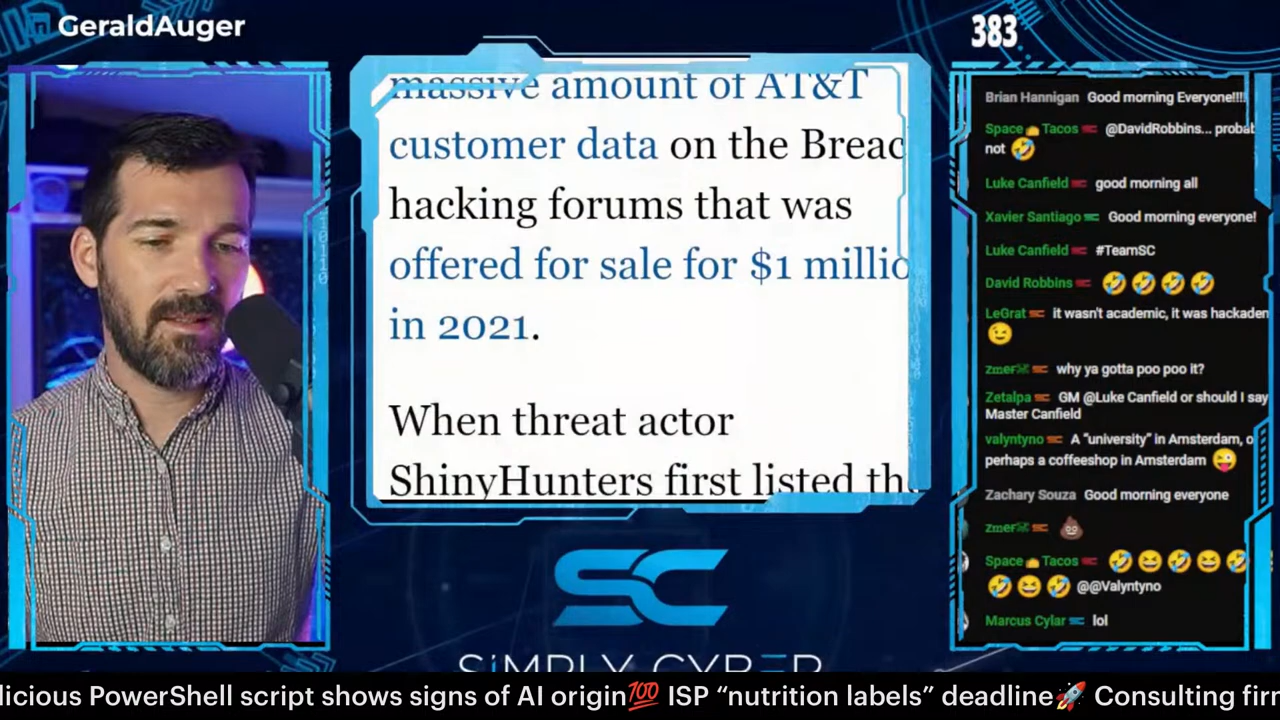 GeraldAuger
383
massive amount of AT&T
customer data on the Breac
hacking forums that was
offered for sale for $1 millio
in 2021.
When threat actor
ShinyHunters first listed th
SC
SIMPLY CYBER
Brian Hannigan Good morning Everyone!!!!
Space🌮Tacos @DavidRobbins... probab
not 🤣
Luke Canfield good morning all
Xavier Santiago Good morning everyone!
Luke Canfield #TeamSC
David Robbins 🤣 🤣 🤣 🤣
LeGrat it wasn't academic, it was hackaden
😉
zmer why ya gotta poo poo it?
Zetalpa GM @Luke Canfield or should I say
Master Canfield
valyntyno A "university" in Amsterdam, o
perhaps a coffeeshop in Amsterdam 😜
Zachary Souza Good morning everyone
zmer 💩
Space🌮Tacos 🤣 😆 🤣 😆 🤣
🤣 😆 🤣 @@Valyntyno
Marcus Cylar lol
licious PowerShell script shows signs of AI origin💯 ISP “nutrition labels” deadline🚀 Consulting firm